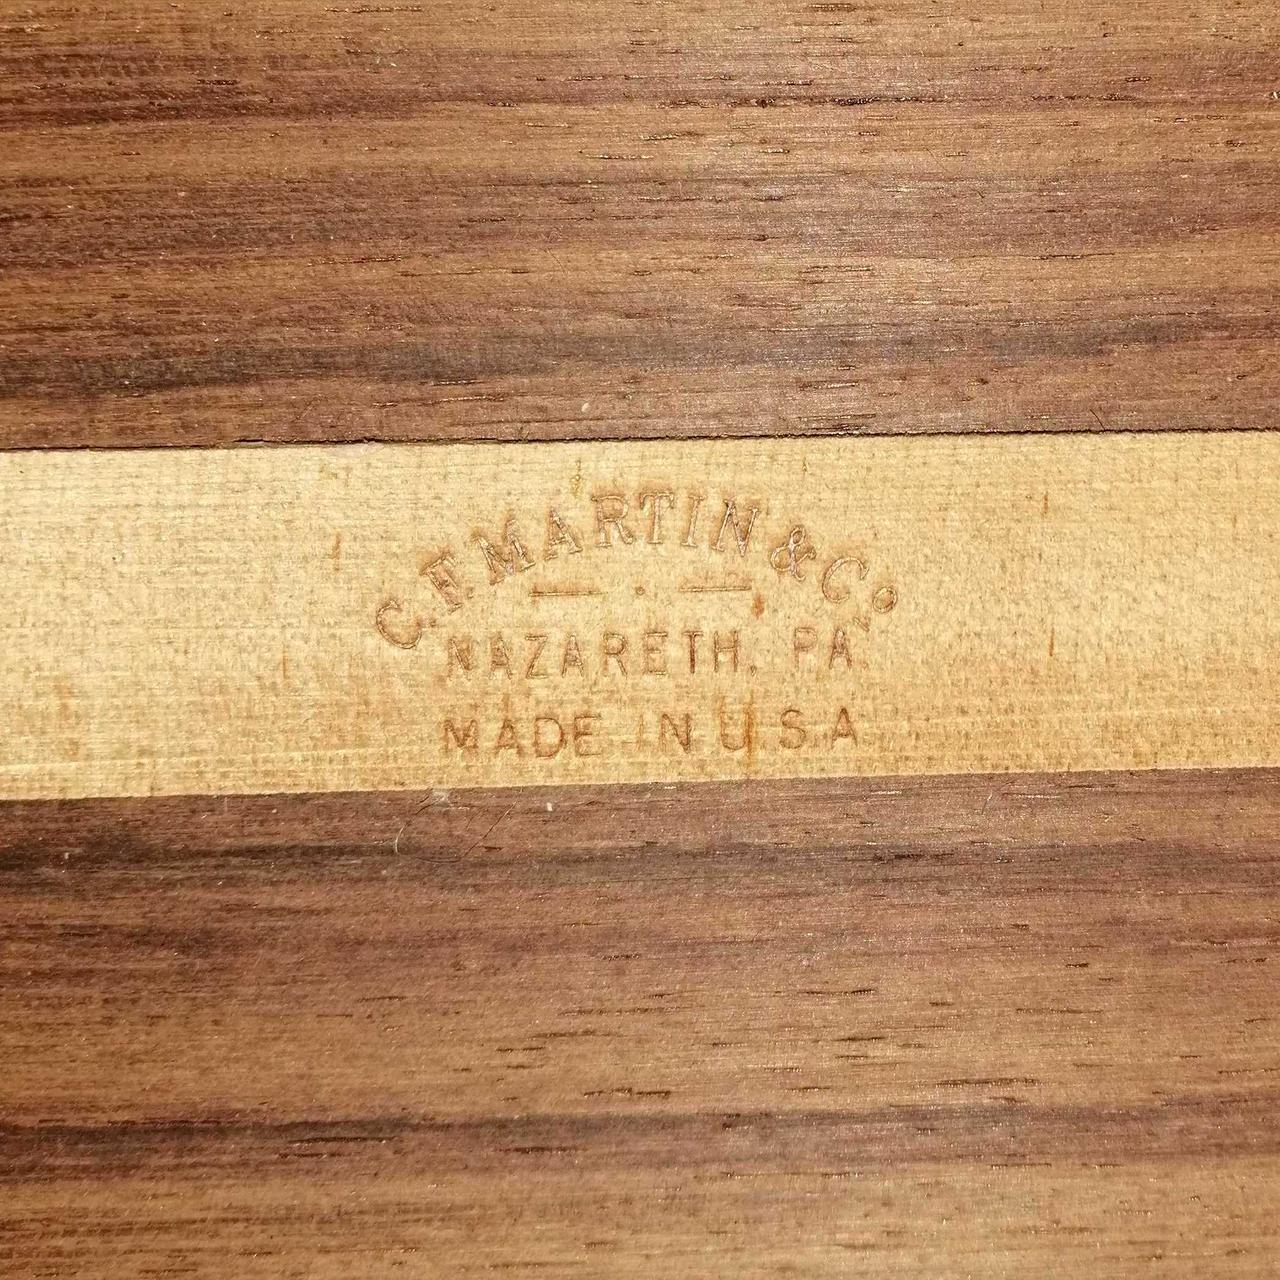 C. F. MARTIN & Co.
NAZARETH, PA.
MADE IN U.S.A